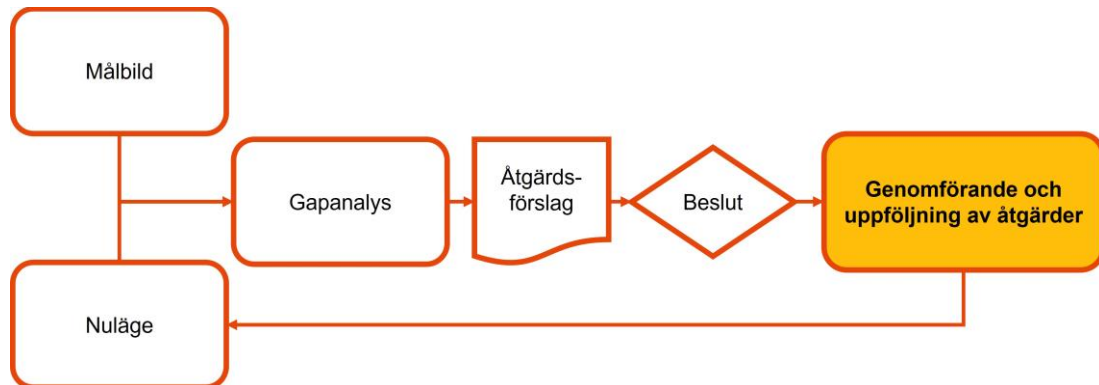 Målbild
Gapanalys
Åtgärds-
förslag
Beslut
Genomförande och
uppföljning av åtgärder
Nuläge